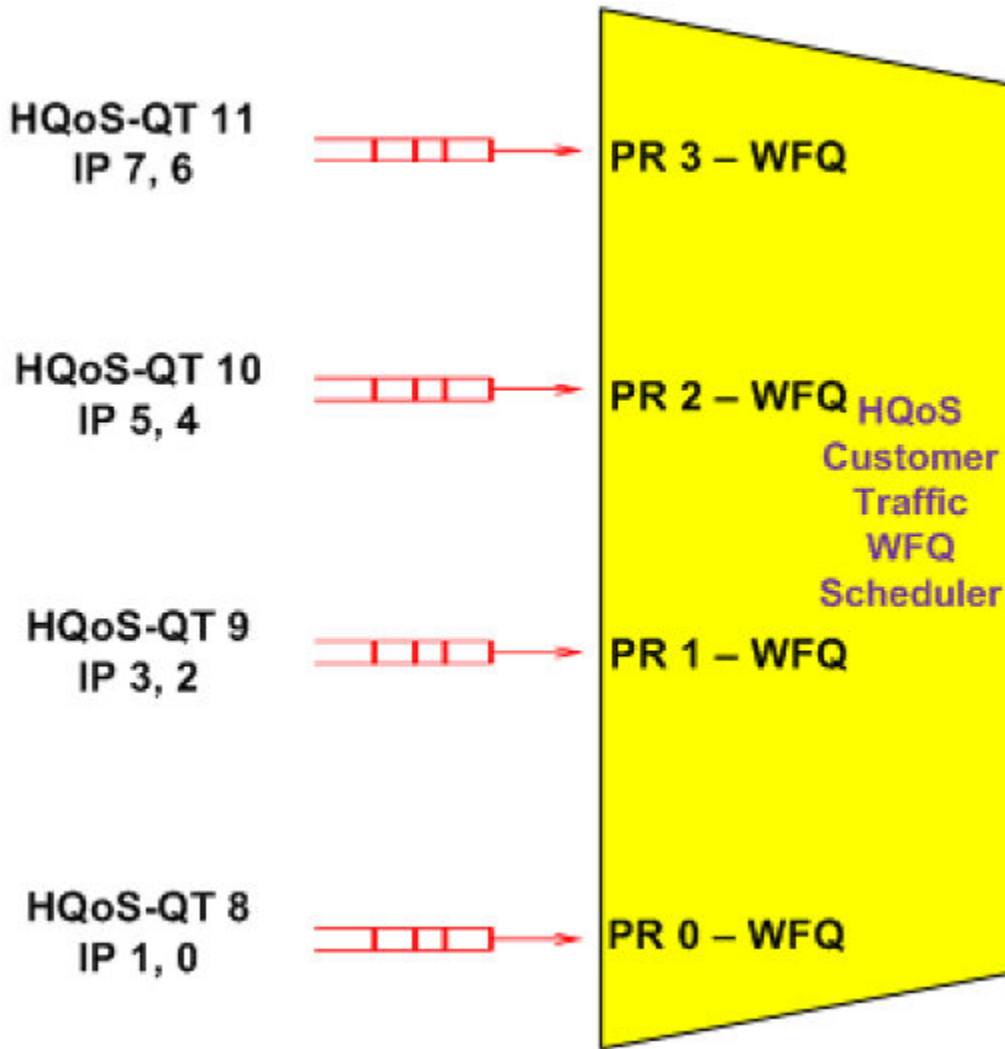 HQoS-QT 11
IP 7, 6
PR 3 – WFQ
HQoS-QT 10
IP 5, 4
PR 2 – WFQ
HQoS
Customer
Traffic
WFQ
Scheduler
HQoS-QT 9
IP 3, 2
PR 1 – WFQ
HQoS-QT 8
IP 1, 0
PR 0 – WFQ